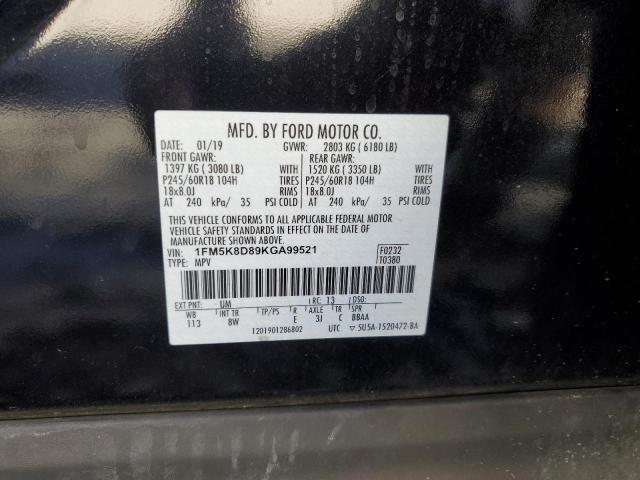 MFD. BY FORD MOTOR CO.
DATE: 01/19 GVWR: 2803 KG ( 6180 LB)
FRONT GAWR: REAR GAWR:
1397 KG ( 3080 LB) WITH 1520 KG ( 3350 LB) WITH
P245/60R18 104H TIRES P245/60R18 104H TIRES
18x8.0J RIMS 18x8.0J RIMS
AT 240 kPa/ 35 PSI COLD AT 240 kPa/ 35 PSI COLD
THIS VEHICLE CONFORMS TO ALL APPLICABLE FEDERAL MOTOR
VEHICLE SAFETY STANDARDS IN EFFECT ON THE DATE OF
MANUFACTURE SHOWN ABOVE.
VIN: 1FM5K8D89KGA99521 F0232
TYPE: MPV T0380
EXT PNT: UM RC: 13 DSO:
WB INT TR TP/PS R AXLE TR SPR
113 8W E 3J C BBAA
1201901286802 UTC 5U5A-1520472-BA